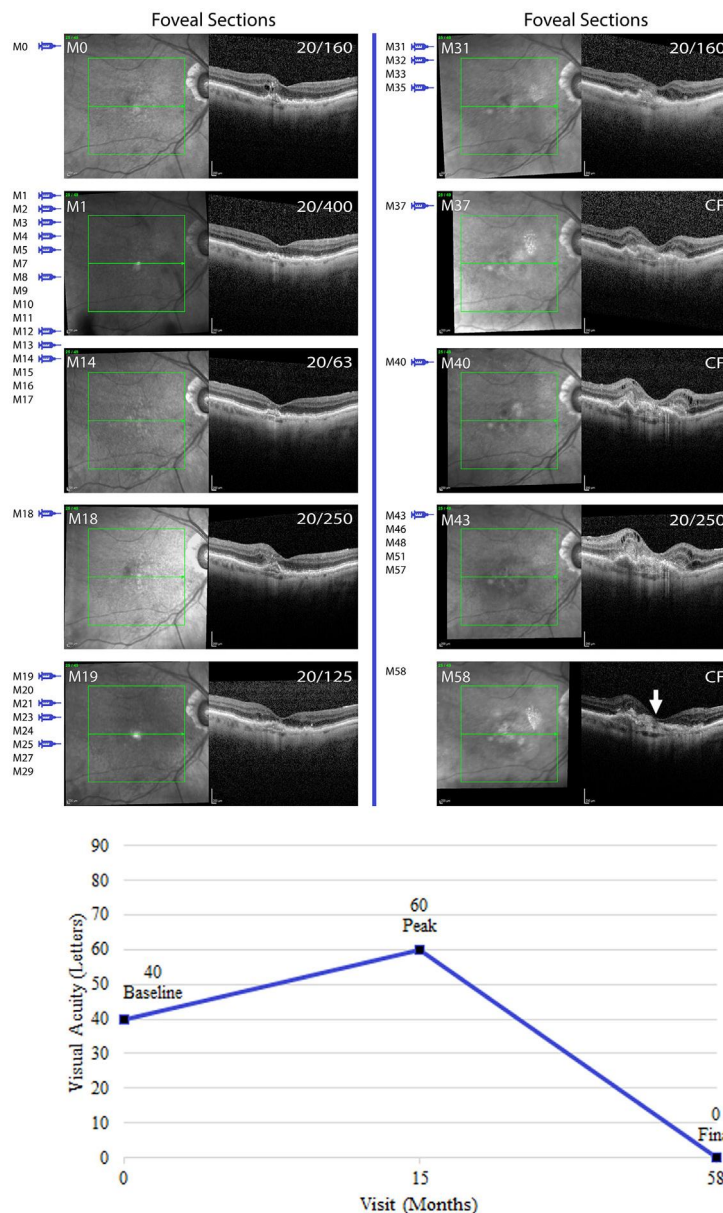 Foveal Sections
M0
M0
20/160
M1
M2
M3
M4
M5
M7
M8
M9
M10
M11
M12
M13
M14
M15
M16
M17
M1
20/400
M14
20/63
M18
M18
20/250
M19
M20
M21
M23
M24
M25
M27
M29
M19
20/125
Foveal Sections
M31
M32
M33
M35
M31
20/160
M37
M37
CF
M40
M40
CF
M43
M46
M48
M51
M57
M43
20/250
M58
M58
CF
90
80
70
60
50
40
30
20
10
0
Visual Acuity (Letters)
40
Baseline
60
Peak
0
Fina
0
15
58
Visit (Months)